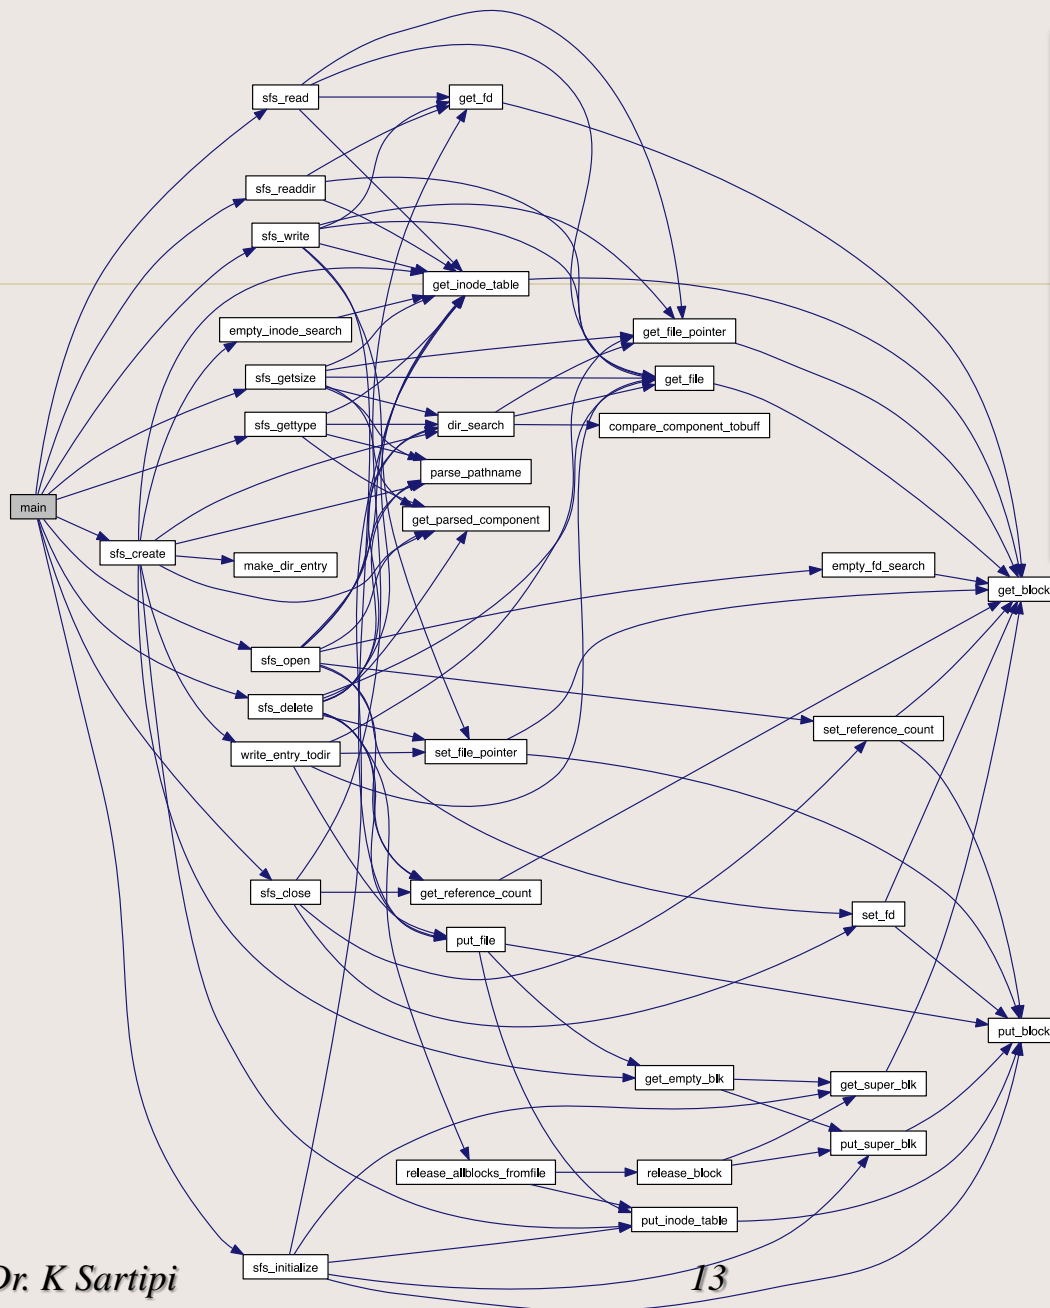 sfs_read
get_fd
sfs_readdir
sfs_write
get_inode_table
empty_inode_search
get_file_pointer
sfs_getsize
get_file
sfs_gettype
dir_search
compare_component_tobuff
parse_pathname
main
get_parsed_component
sfs_create
make_dir_entry
empty_fd_search
get_block
sfs_open
sfs_delete
set_reference_count
write_entry_todir
set_file_pointer
sfs_close
get_reference_count
set_fd
put_file
put_block
get_empty_blk
get_super_blk
put_super_blk
release_allblocks_fromfile
release_block
put_inode_table
sfs_initialize
Dr. K Sartipi
13